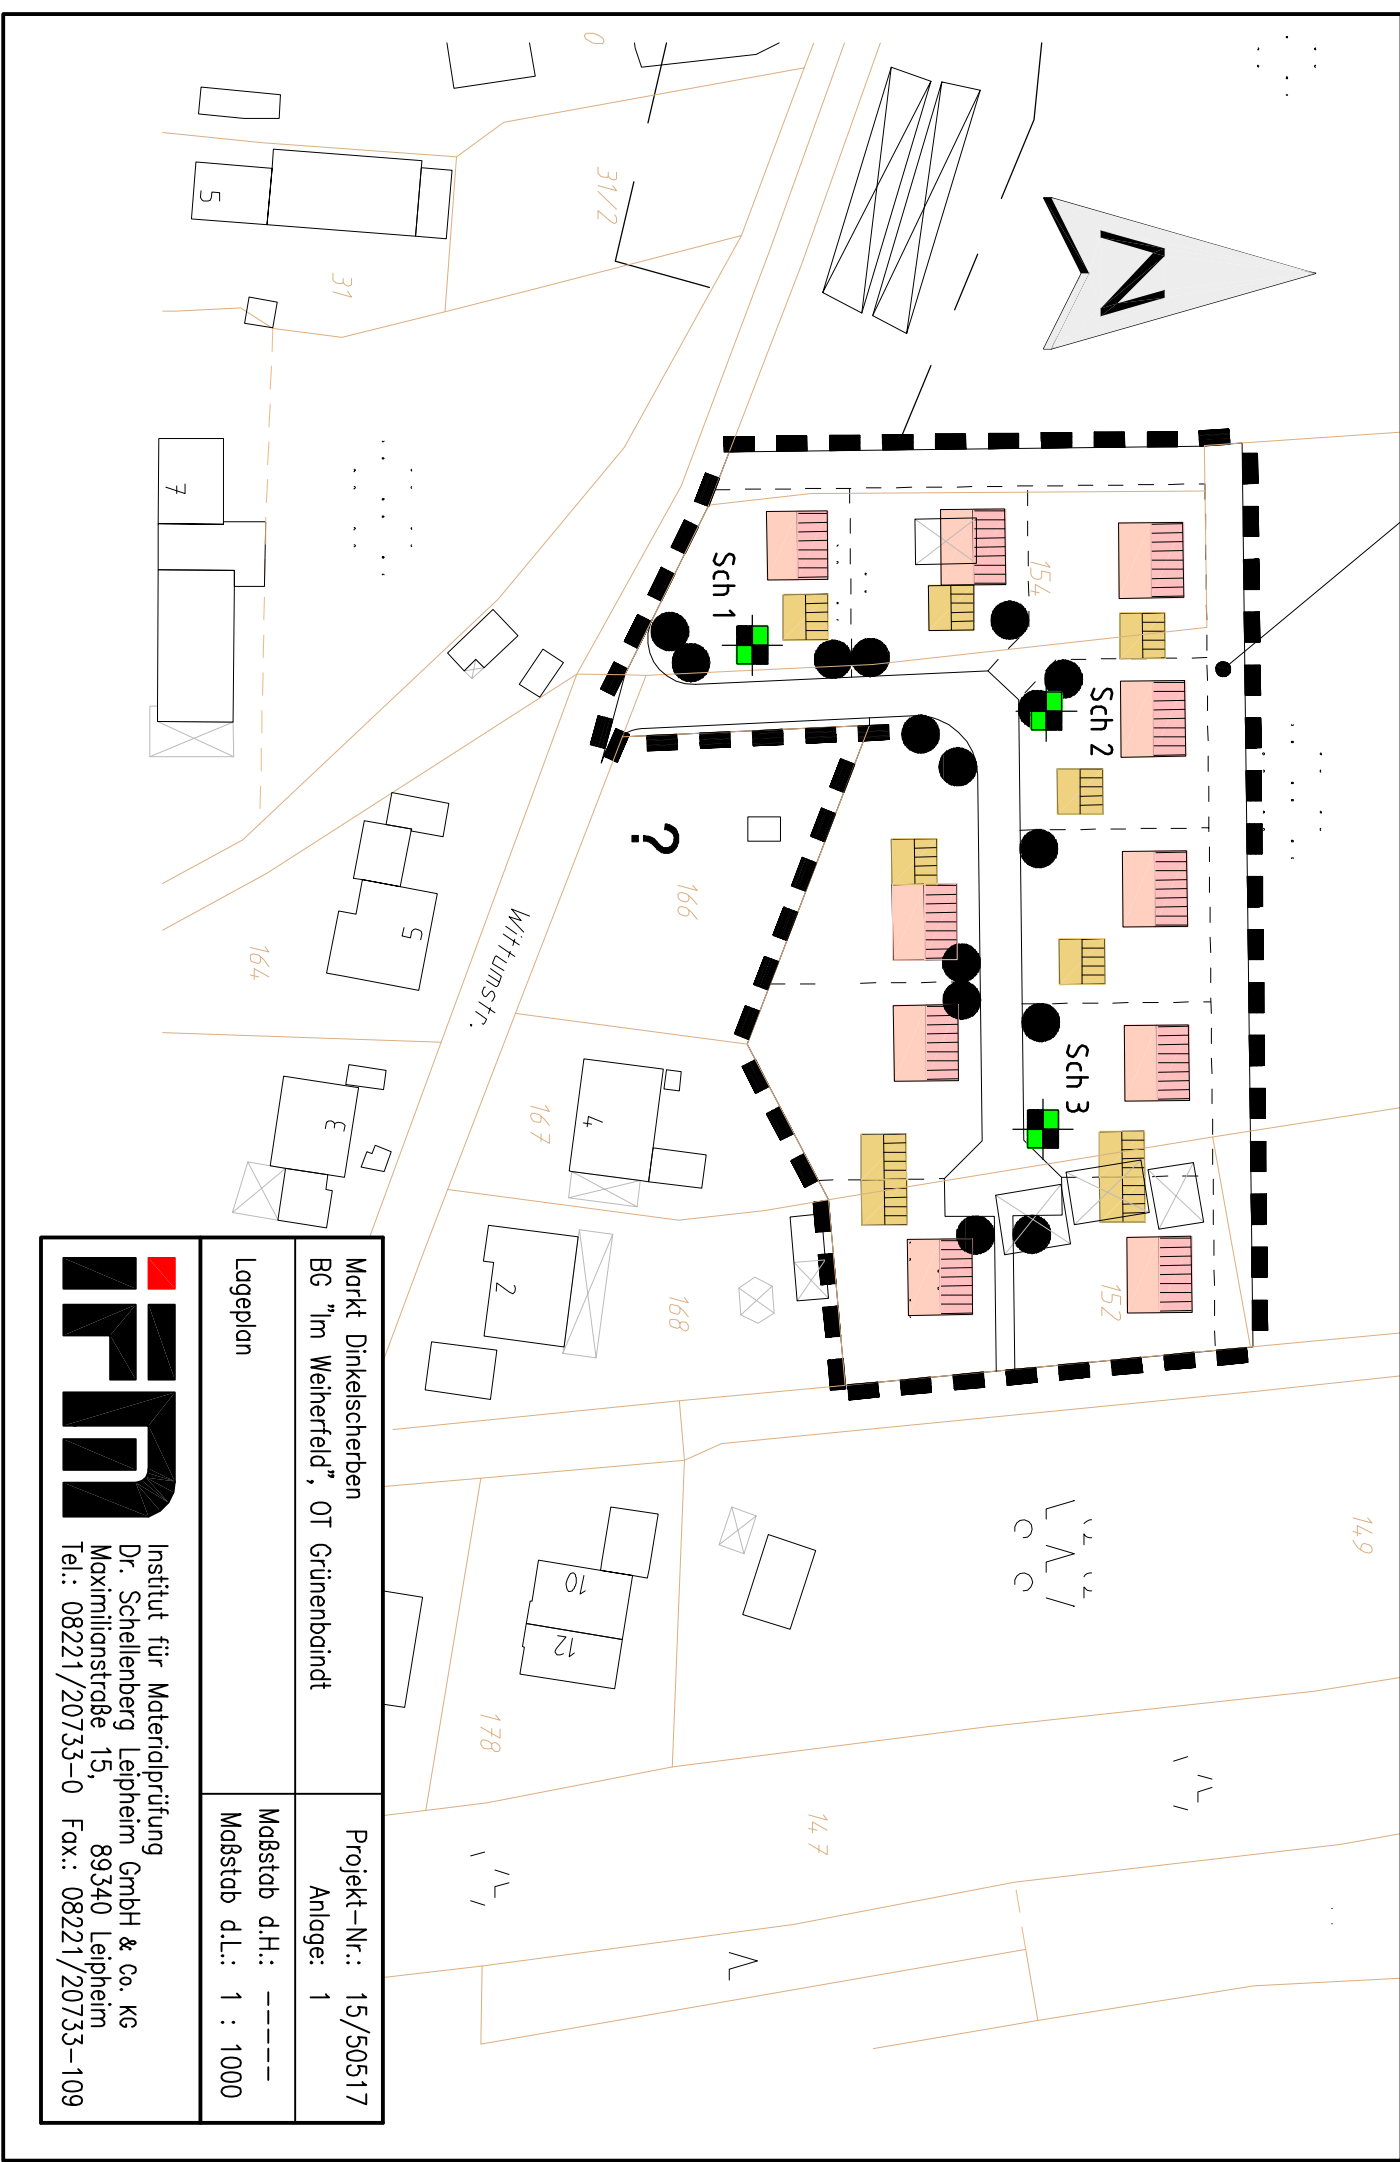 0
31/2
5
31
N
7
Sch 1
154
Sch 2
?
166
5
164
Wittumstr.
Sch 3
3
4
167
2
168
152
149
10
12
178
147
Markt Dinkelscherben
BG "Im Weiherfeld", OT Grünenbaindt
Projekt-Nr.: 15/50517
Anlage: 1
Lageplan
Maßstab d.H.: -----
Maßstab d.L.: 1 : 1000
IFM
Institut für Materialprüfung
Dr. Schellenberg Leipheim GmbH & Co. KG
Maximilianstraße 15, 89340 Leipheim
Tel.: 08221/20733-0 Fax.: 08221/20733-109